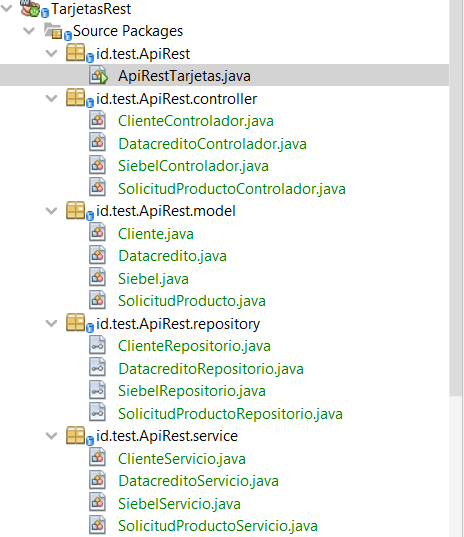 TarjetasRest
Source Packages
id.test.ApiRest
ApiRestTarjetas.java
id.test.ApiRest.controller
ClienteControlador.java
DatacreditoControlador.java
SiebelControlador.java
SolicitudProductoControlador.java
id.test.ApiRest.model
Cliente.java
Datacredito.java
Siebel.java
SolicitudProducto.java
id.test.ApiRest.repository
ClienteRepositorio.java
DatacreditoRepositorio.java
SiebelRepositorio.java
SolicitudProductoRepositorio.java
id.test.ApiRest.service
ClienteServicio.java
DatacreditoServicio.java
SiebelServicio.java
SolicitudProductoServicio.java